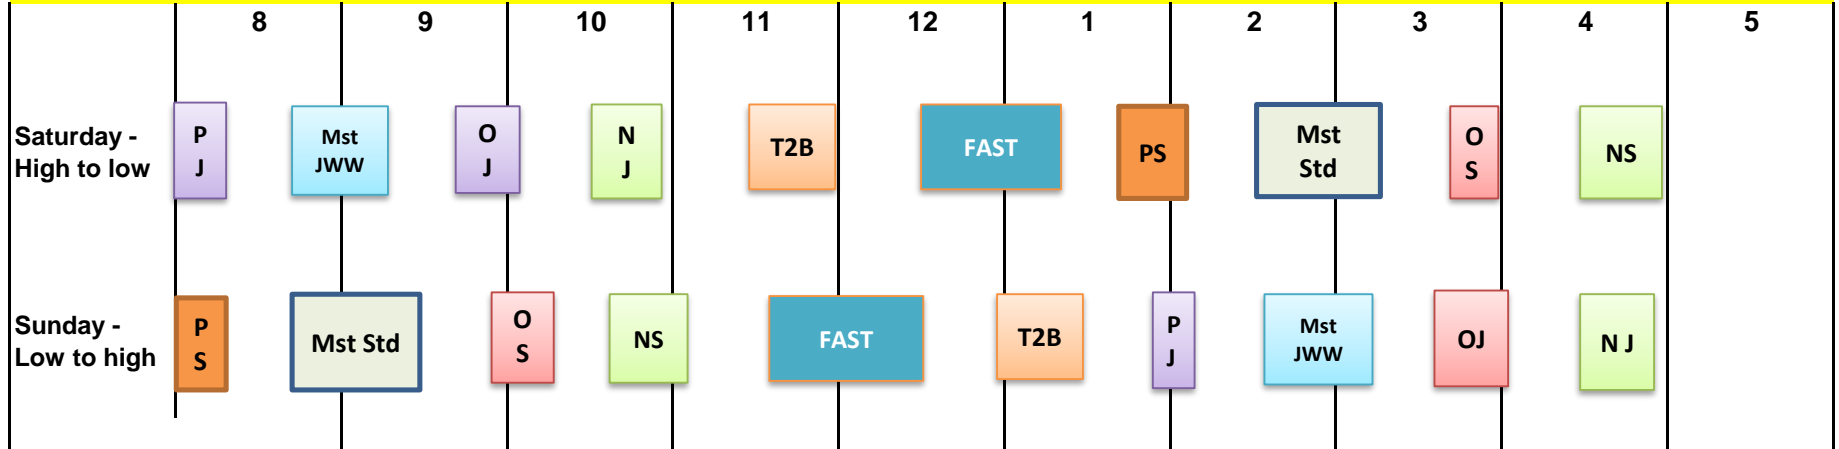 8 9 10 11 12 1 2 3 4 5
Saturday -
High to low
P
J
Mst
JWW
O
J
N
J
T2B
FAST
PS
Mst
Std
O
S
NS
Sunday -
Low to high
P
S
Mst Std
O
S
NS
FAST
T2B
P
J
Mst
JWW
OJ
N J